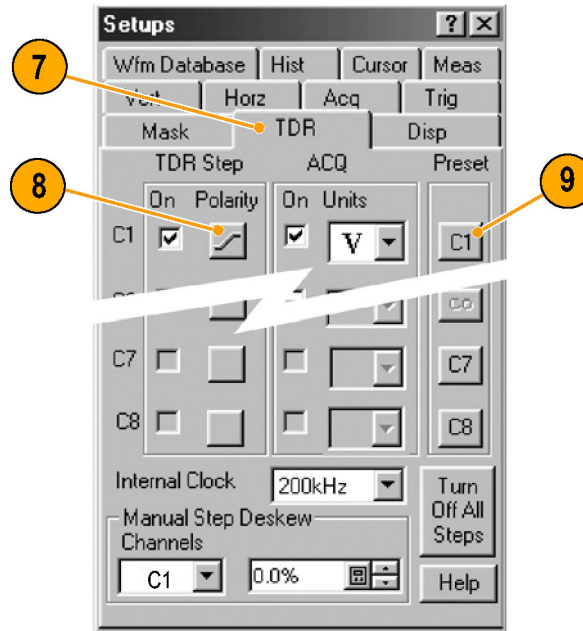 Setups
Wfm Database Hist Cursor Meas
Horz Acq Trig
Mask TDR Disp
7
TDR Step ACQ Preset
On Polarity On Units
8
9
C1 V C1
C7 C7
C8 C8
Internal Clock 200kHz
Turn Off All Steps
Manual Step Deskew
Channels
C1 0.0%
Help